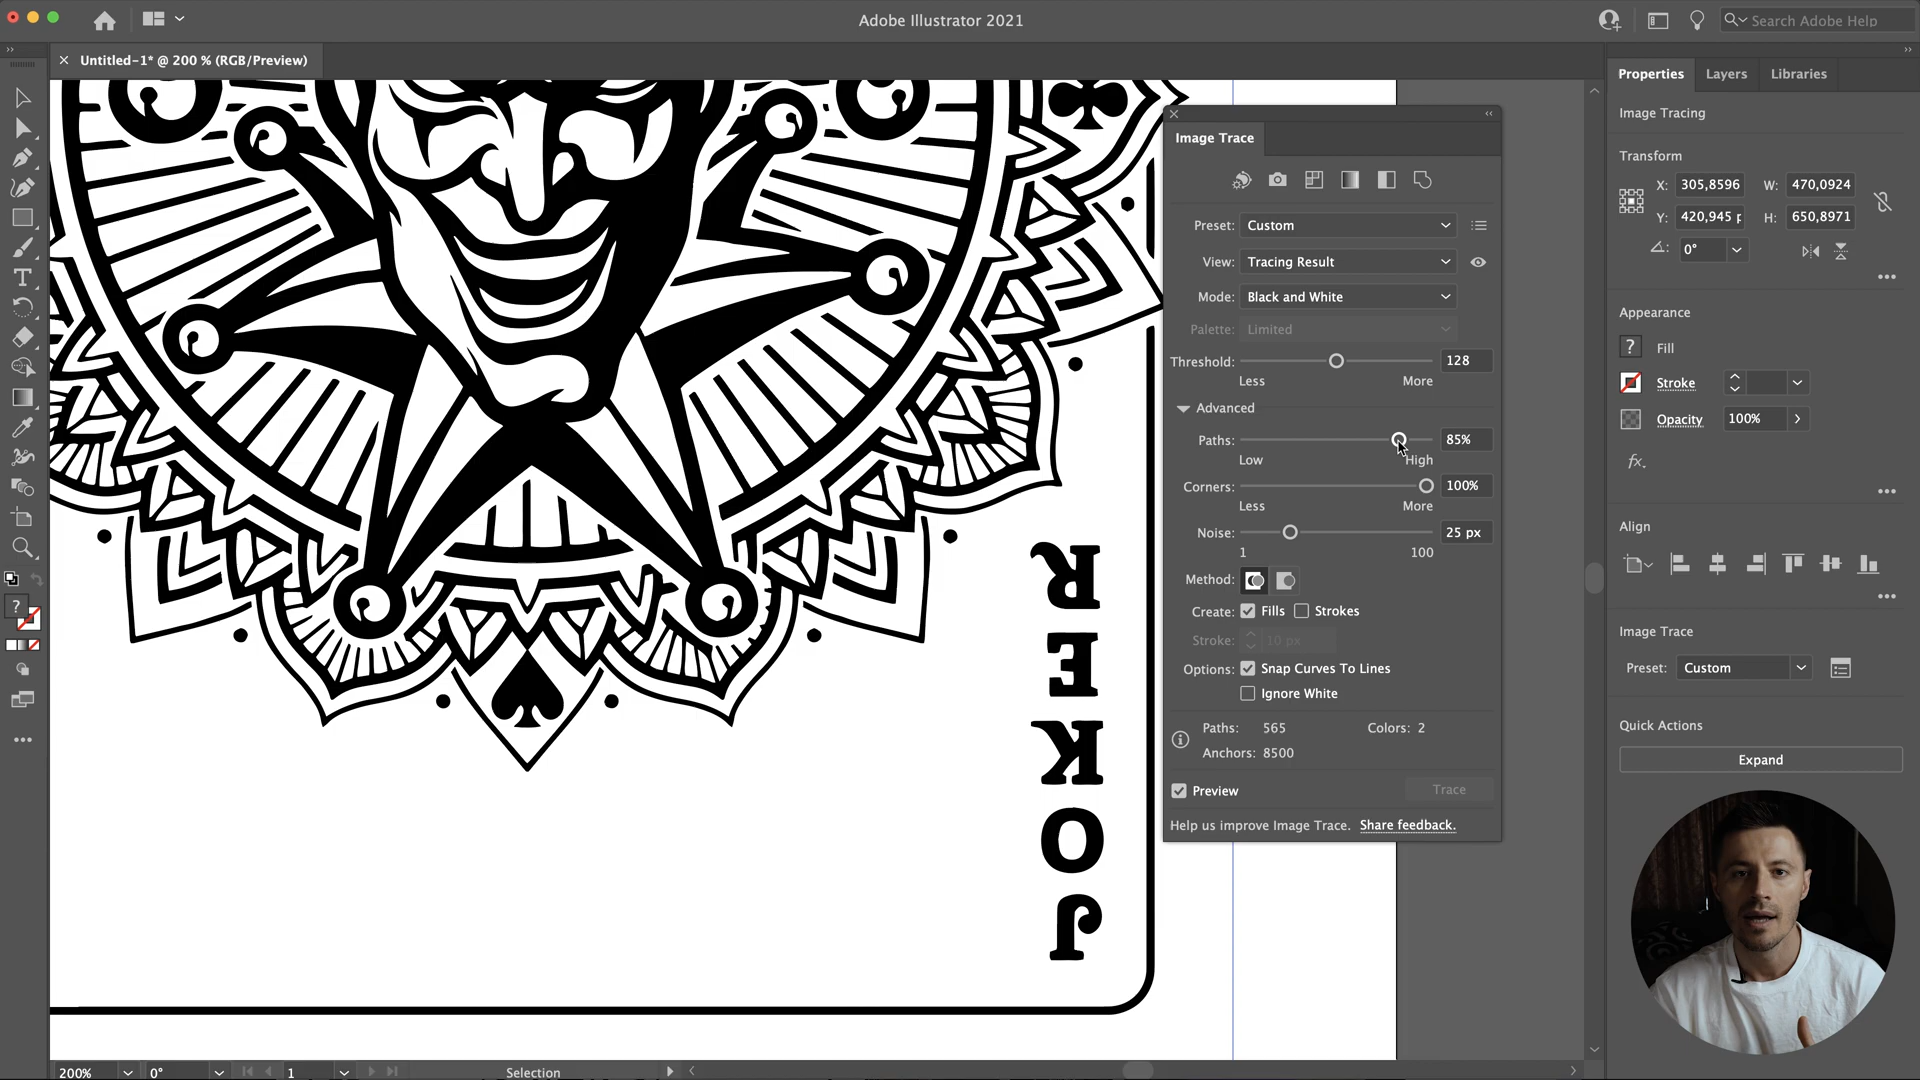 Adobe Illustrator 2021
Search Adobe Help
Untitled-1* @ 200 % (RGB/Preview)
Properties
Layers
Libraries
Image Tracing
Transform
X: 305,8596
W: 470,0924
Y: 420,945 p
H: 650,8971
0°
Appearance
? Fill
Stroke
Opacity
100%
fx.
Align
Image Trace
Preset: Custom
Quick Actions
Expand
Image Trace
Preset: Custom
View: Tracing Result
Mode: Black and White
Palette: Limited
Threshold: 128
Less
More
Advanced
Paths: 85%
Low
High
Corners: 100%
Less
More
Noise: 25 px
1
100
Method:
Create: Fills Strokes
Stroke: 10 px
Options: Snap Curves To Lines
Ignore White
Paths: 565
Colors: 2
Anchors: 8500
Preview
Trace
Help us improve Image Trace. Share feedback.
JOKER
200%
0°
1
Selection